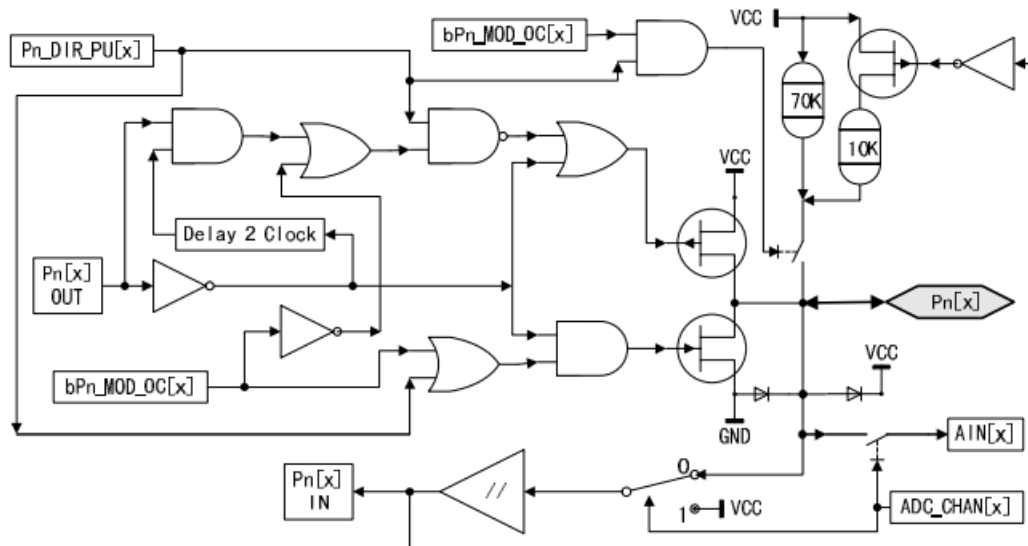 Pn_DIR_PU[x]
bPn_MOD_OC[x]
VCC
70K
10K
VCC
Delay 2 Clock
Pn[x]
OUT
Pn[x]
bPn_MOD_OC[x]
VCC
GND
AIN[x]
Pn[x]
IN
//
0
1
VCC
ADC_CHAN[x]